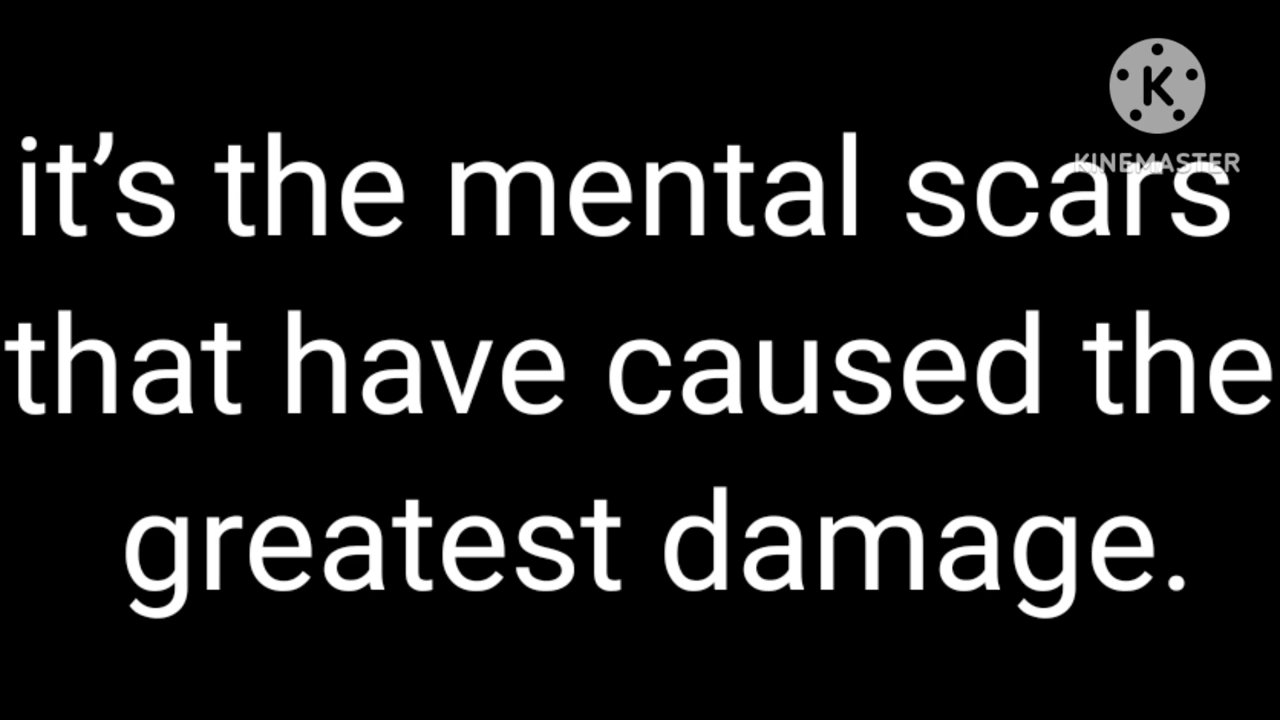 K
KINEMASTER
it’s the mental scars
that have caused the
greatest damage.